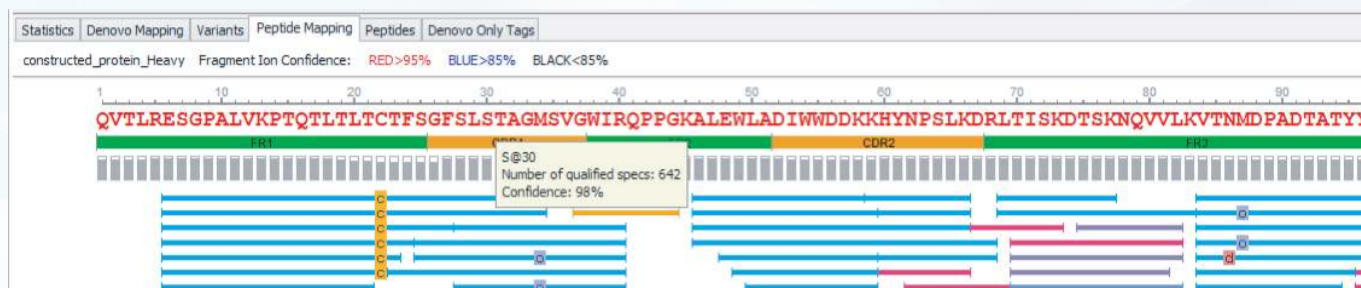 Statistics Denovo Mapping Variants Peptide Mapping Peptides Denovo Only Tags
constructed_protein_Heavy Fragment Ion Confidence: RED>95% BLUE>85% BLACK<85%
1 10 20 30 40 50 60 70 80 90
QVTLRESGPALVKPTQTLTLTCTFSGFSLSTAGMSVGWIRQPPGKALEWLADIWWDDKKHYNPSLKDRLTISKDTSKNQVVLKVTNMDPADTATYY
FR1 CDR1 CDR2 FR3
S@30
Number of qualified specs: 642
Confidence: 98%
c
c o
c
c o
c o d
c
o